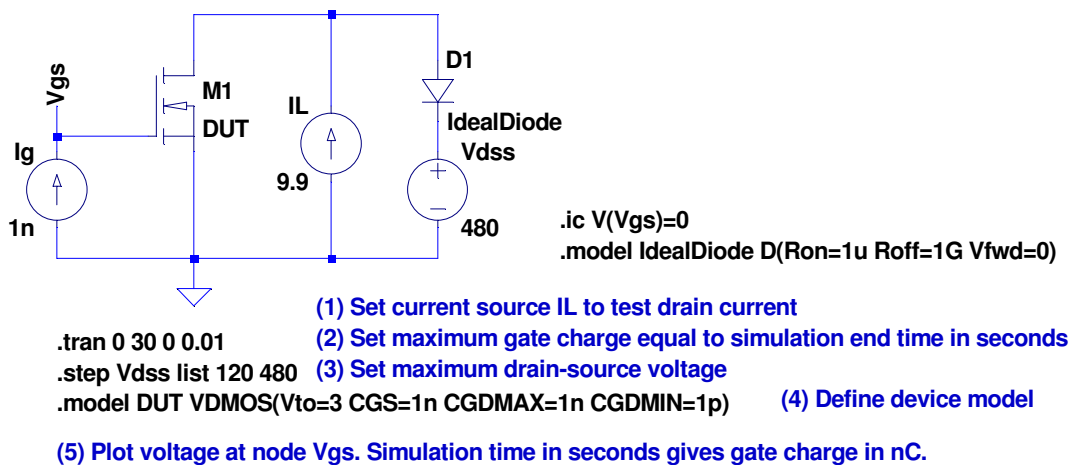 D1
Vgs
M1
DUT
IL
9.9
IdealDiode
Vdss
480
Ig
1n
.ic V(Vgs)=0
.model IdealDiode D(Ron=1u Roff=1G Vfwd=0)
(1) Set current source IL to test drain current
.tran 0 30 0 0.01
(2) Set maximum gate charge equal to simulation end time in seconds
.step Vdss list 120 480
(3) Set maximum drain-source voltage
.model DUT VDMOS(Vto=3 CGS=1n CGDMAX=1n CGDMIN=1p)
(4) Define device model
(5) Plot voltage at node Vgs. Simulation time in seconds gives gate charge in nC.